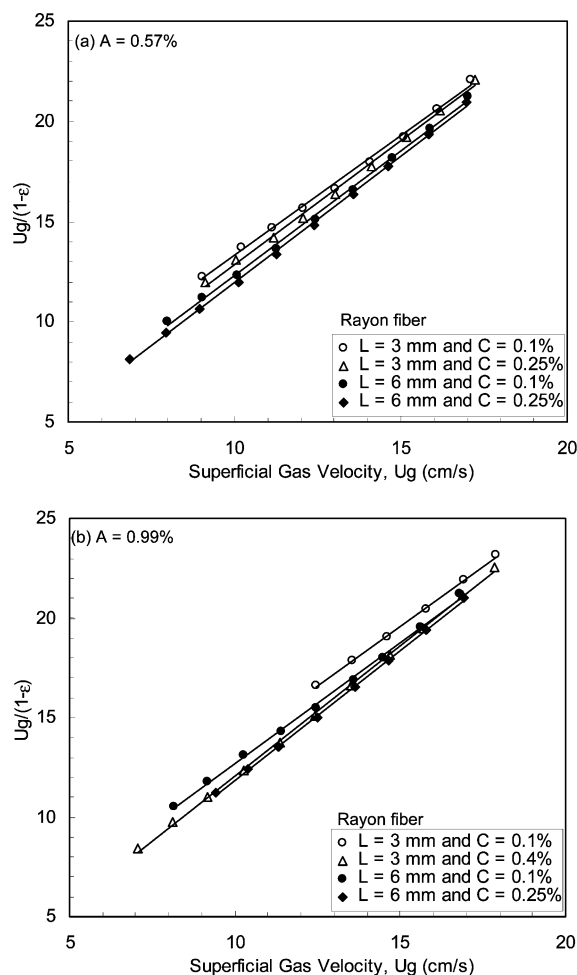 (a) A = 0.57%
25
20
15
10
5
Ug/(1-ε)
Rayon fiber
L = 3 mm and C = 0.1%
L = 3 mm and C = 0.25%
L = 6 mm and C = 0.1%
L = 6 mm and C = 0.25%
5 10 15 20
Superficial Gas Velocity, Ug (cm/s)
(b) A = 0.99%
25
20
15
10
5
Ug/(1-ε)
Rayon fiber
L = 3 mm and C = 0.1%
L = 3 mm and C = 0.4%
L = 6 mm and C = 0.1%
L = 6 mm and C = 0.25%
5 10 15 20
Superficial Gas Velocity, Ug (cm/s)